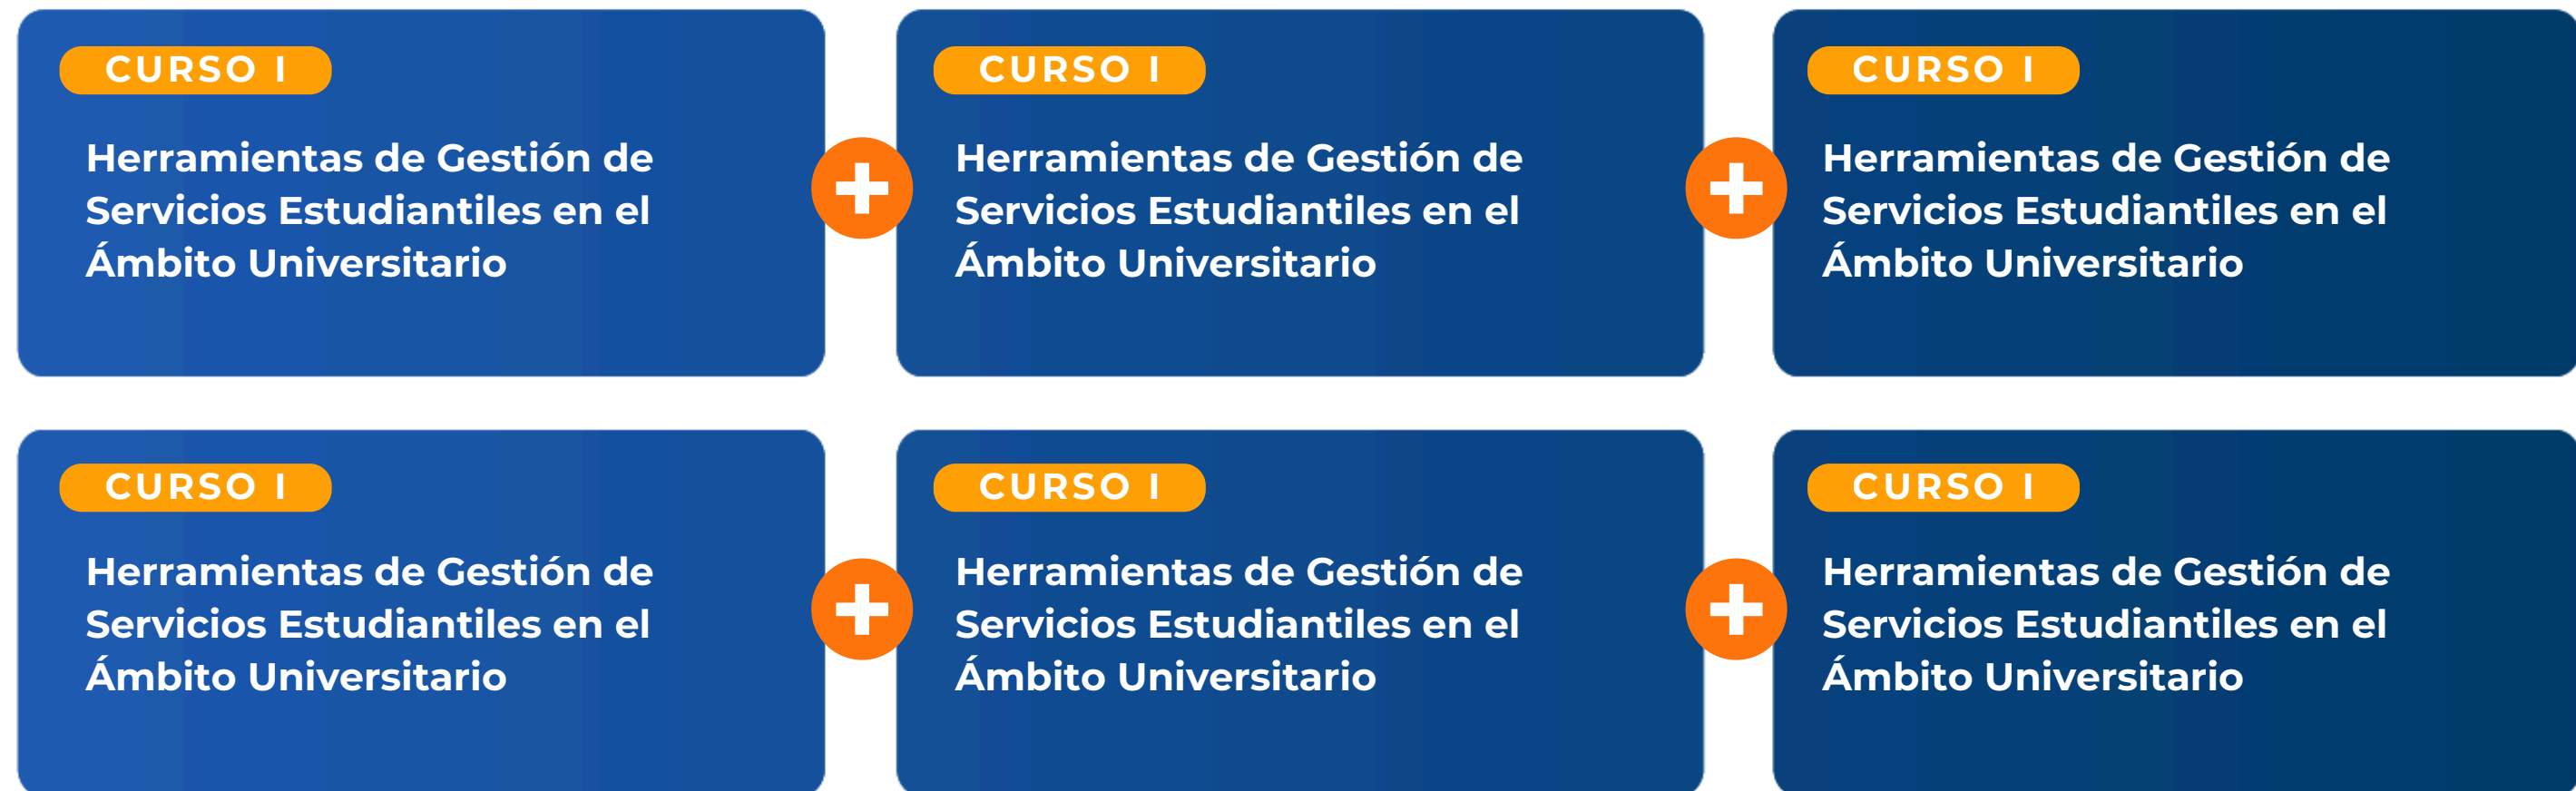 CURSO I
Herramientas de Gestión de
Servicios Estudiantiles en el
Ámbito Universitario
CURSO I
Herramientas de Gestión de
Servicios Estudiantiles en el
Ámbito Universitario
CURSO I
Herramientas de Gestión de
Servicios Estudiantiles en el
Ámbito Universitario
CURSO I
Herramientas de Gestión de
Servicios Estudiantiles en el
Ámbito Universitario
CURSO I
Herramientas de Gestión de
Servicios Estudiantiles en el
Ámbito Universitario
CURSO I
Herramientas de Gestión de
Servicios Estudiantiles en el
Ámbito Universitario